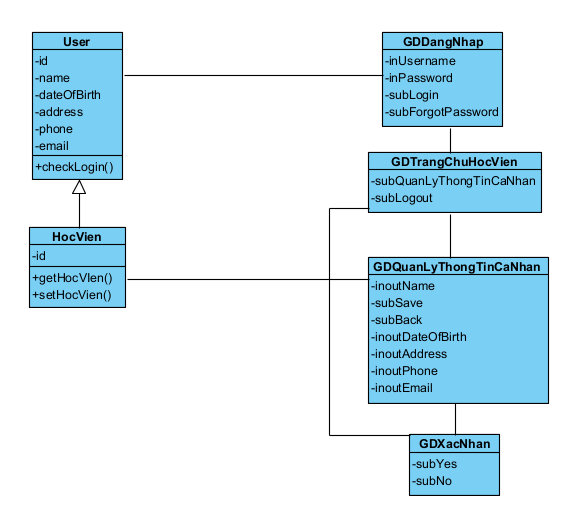 User
-id
-name
-dateOfBirth
-address
-phone
-email
+checkLogin()
HocVien
-id
+getHocVIen()
+setHocVien()
GDDangNhap
-inUsername
-inPassword
-subLogin
-subForgotPassword
GDTrangChuHocVien
-subQuanLyThongTinCaNhan
-subLogout
GDQuanLyThongTinCaNhan
-inoutName
-subSave
-subBack
-inoutDateOfBirth
-inoutAddress
-inoutPhone
-inoutEmail
GDXacNhan
-subYes
-subNo